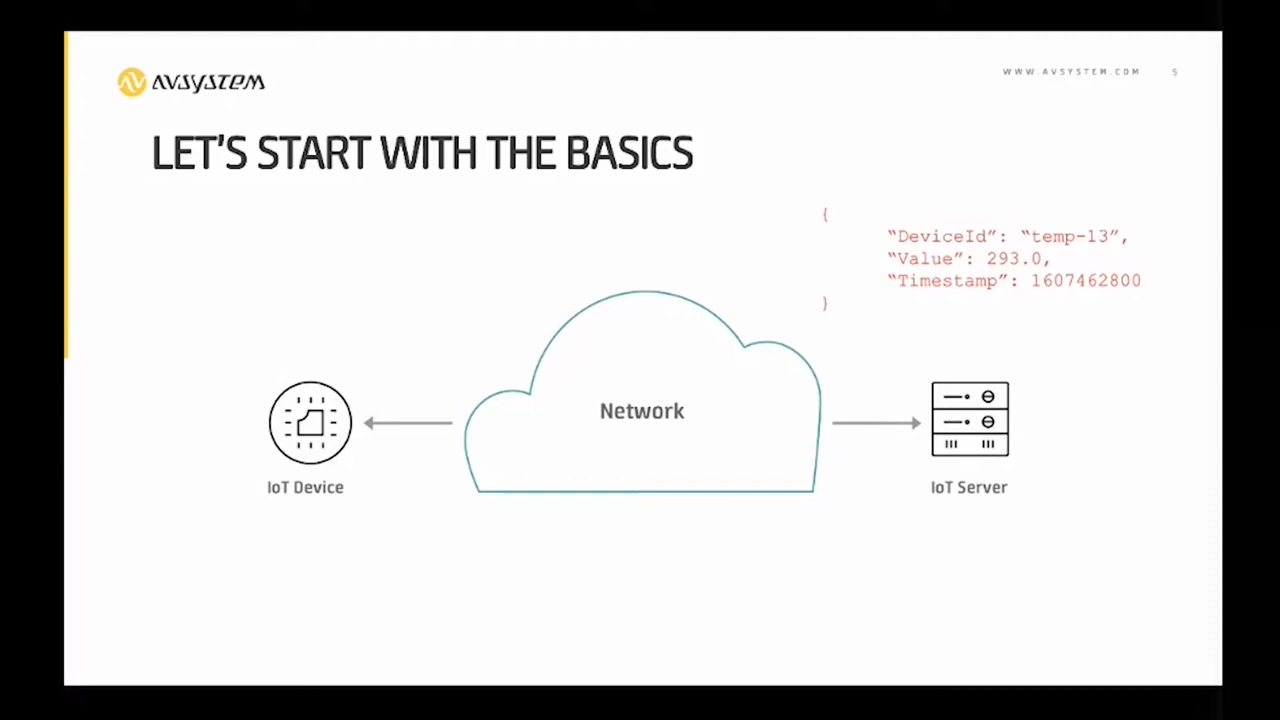 AVSYSTEM
WWW.AVSYSTEM.COM 5
LET'S START WITH THE BASICS
{
“DeviceId”: “temp-13”,
“Value”: 293.0,
“Timestamp”: 1607462800
}
Network
IoT Device
IoT Server